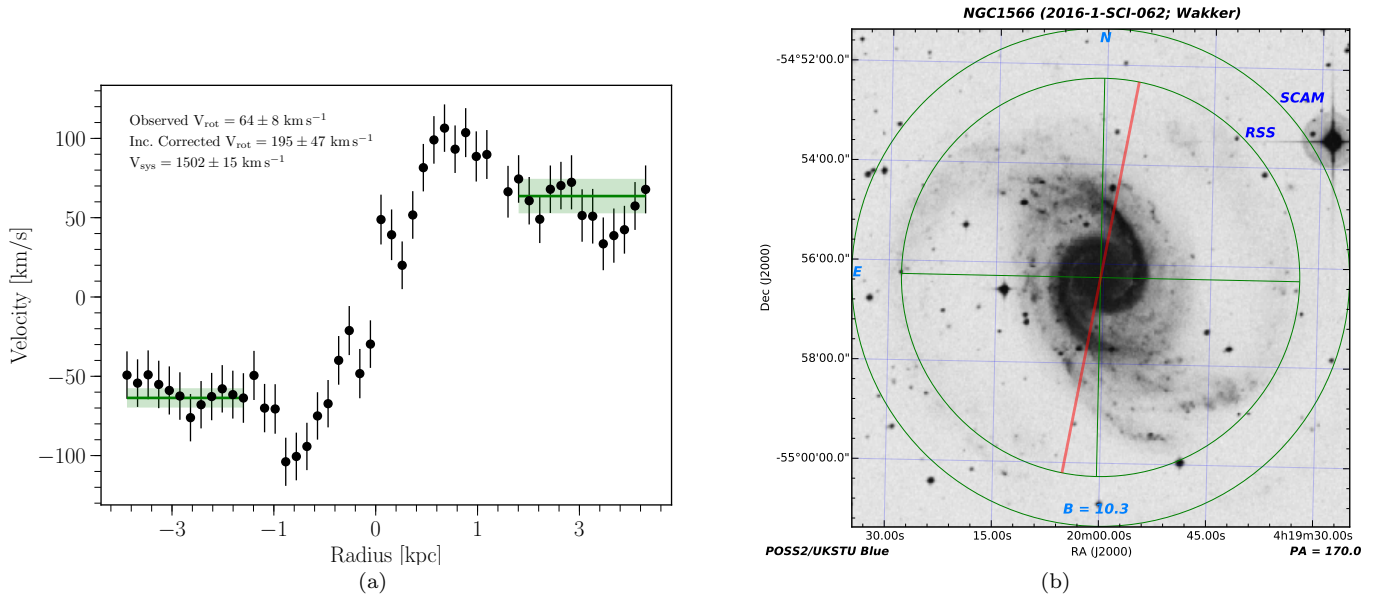 Observed V_rot = 64 ± 8 km s⁻¹
Inc. Corrected V_rot = 195 ± 47 km s⁻¹
V_sys = 1502 ± 15 km s⁻¹
Velocity [km/s]
100
50
0
−50
−100
−3
−1
0
1
3
Radius [kpc]
(a)
NGC1566 (2016-1-SCI-062; Wakker)
N
SCAM
RSS
E
B = 10.3
Dec (J2000)
-54°52'00.0"
54'00.0"
56'00.0"
58'00.0"
-55°00'00.0"
30.00s
15.00s
20m00.00s
45.00s
4h19m30.00s
POSS2/UKSTU Blue
RA (J2000)
PA = 170.0
(b)